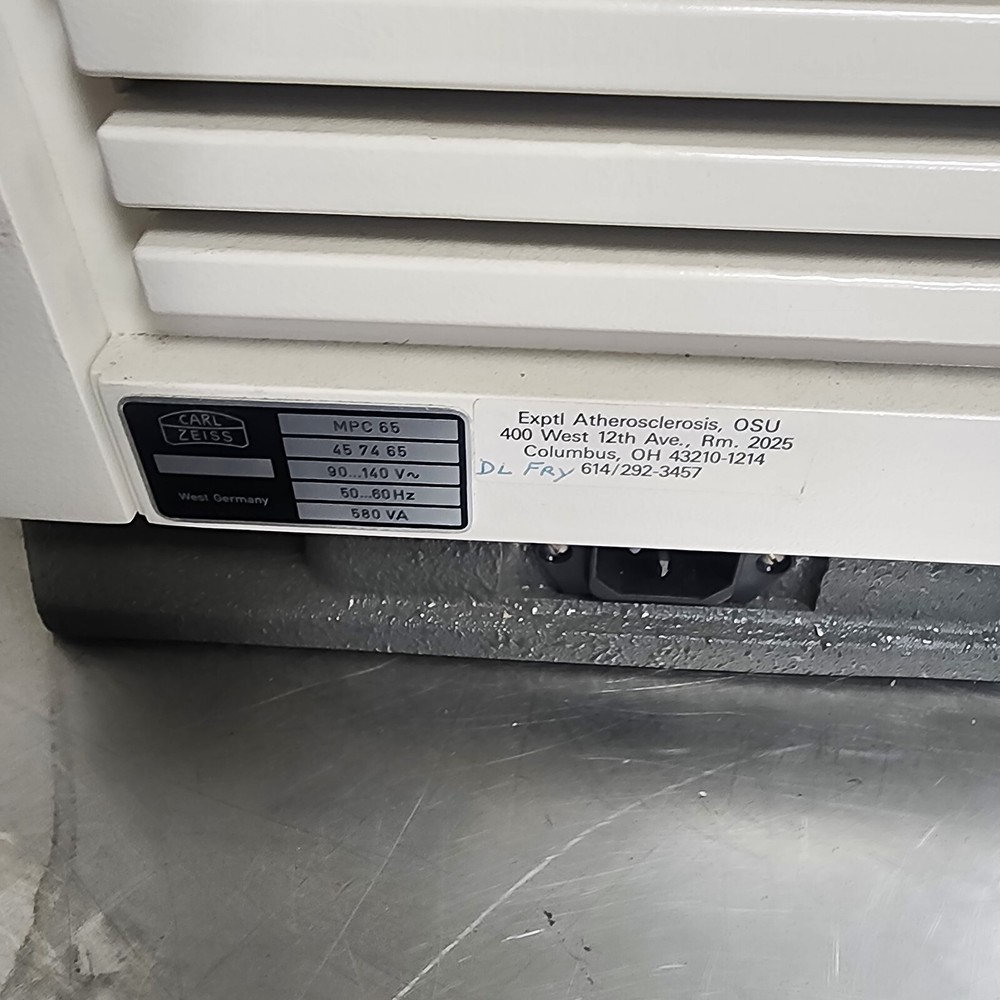 CARL
ZEISS
West Germany
MPC 65
45 74 65
90...140 V~
50...60 Hz
580 VA
Exptl Atherosclerosis, OSU
400 West 12th Ave., Rm. 2025
Columbus, OH 43210-1214
DL FRY 614/292-3457